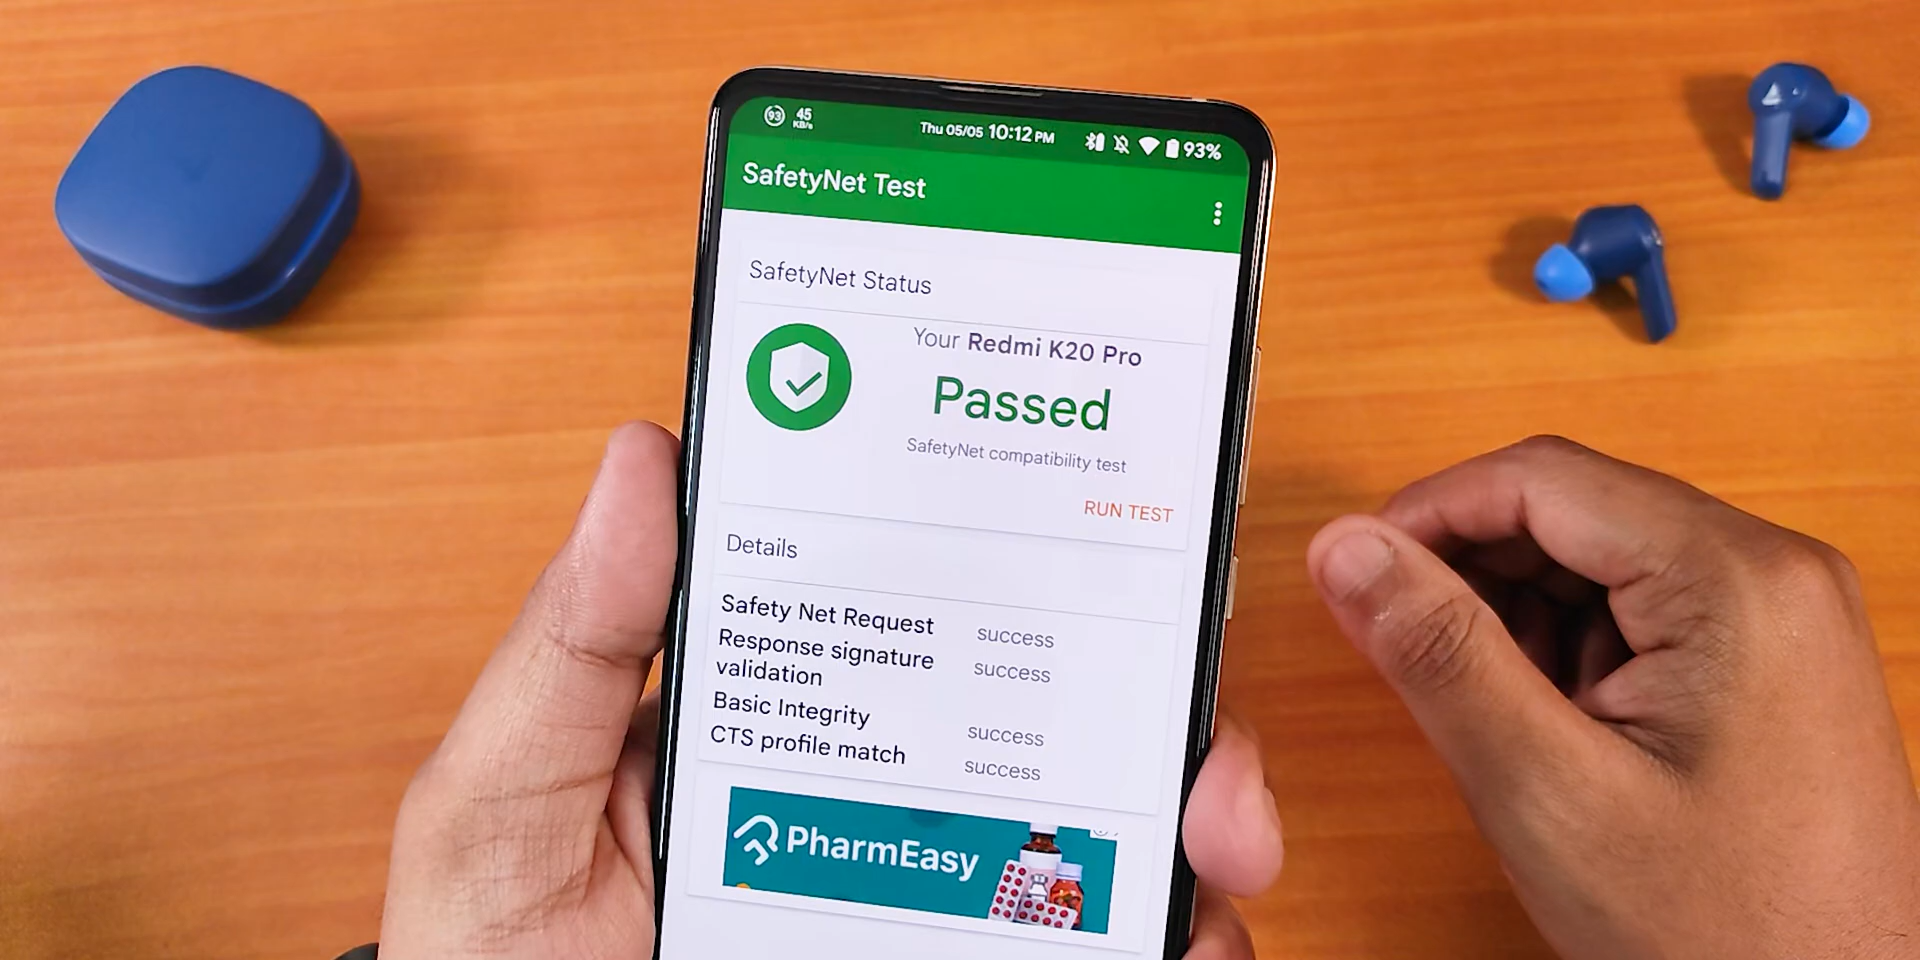 93 45 KB/s Thu 05/05 10:12 PM 93%
SafetyNet Test
SafetyNet Status
Your Redmi K20 Pro
Passed
SafetyNet compatibility test
RUN TEST
Details
Safety Net Request success
Response signature success
validation
Basic Integrity success
CTS profile match success
PharmEasy